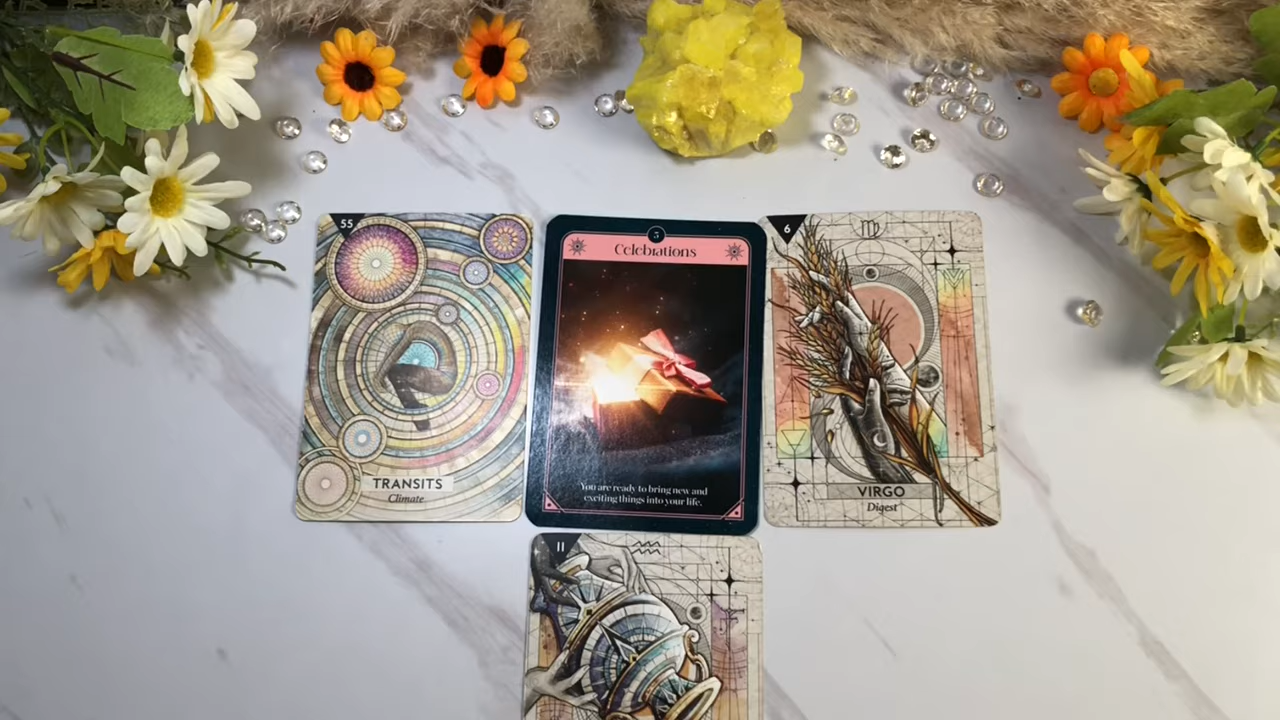 55
TRANSITS
Climate
5
Celebrations
You are ready to bring new and
exciting things into your life.
6
VIRGO
Digest
11